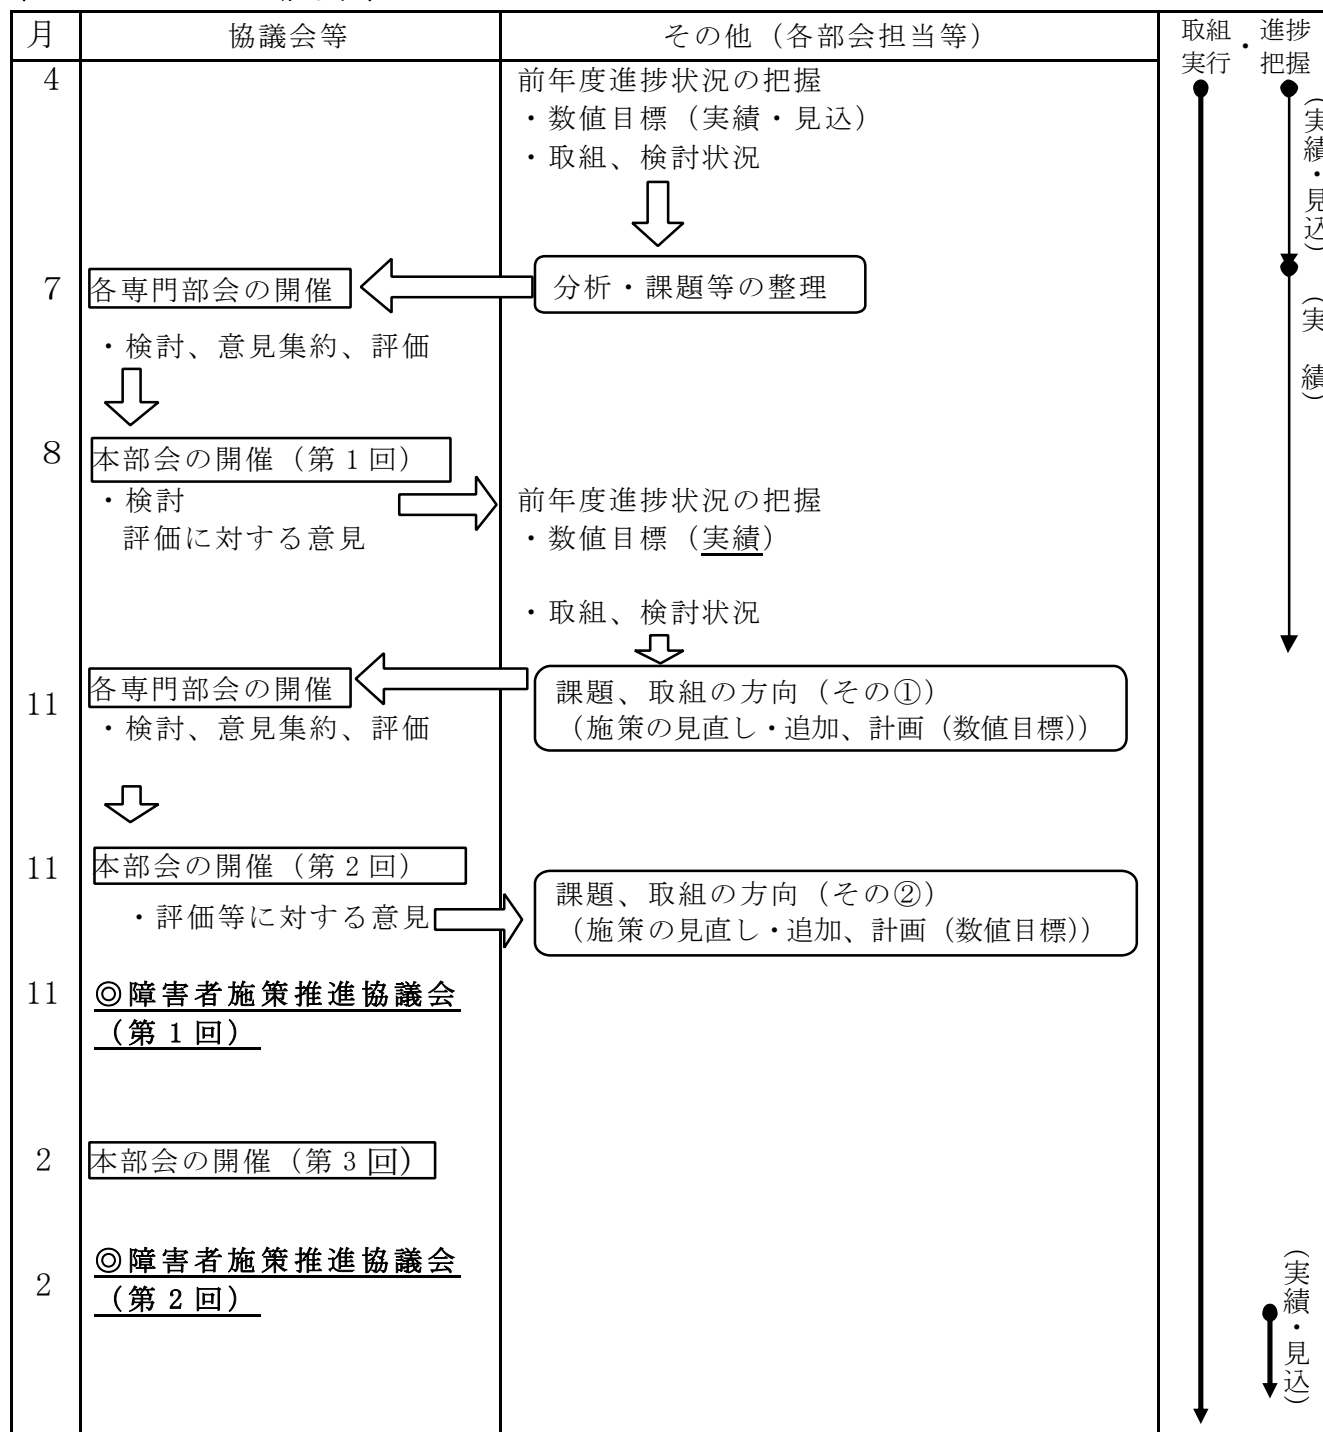 月 協議会等 その他（各部会担当等） 取組 ・ 進捗
実行 把握
4 前年度進捗状況の把握
・数値目標（実績・見込）
・取組、検討状況
（実績・見込）
7 各専門部会の開催 分析・課題等の整理
・検討、意見集約、評価
（実 績）
8 本部会の開催（第1回）
・検討 前年度進捗状況の把握
評価に対する意見 ・数値目標（実績）
・取組、検討状況
11 各専門部会の開催 課題、取組の方向（その①）
・検討、意見集約、評価 （施策の見直し・追加、計画（数値目標））
11 本部会の開催（第2回） 課題、取組の方向（その②）
・評価等に対する意見 （施策の見直し・追加、計画（数値目標））
11 ◎障害者施策推進協議会
（第1回）
2 本部会の開催（第3回）
2 ◎障害者施策推進協議会
（第2回）
（実績・見込）